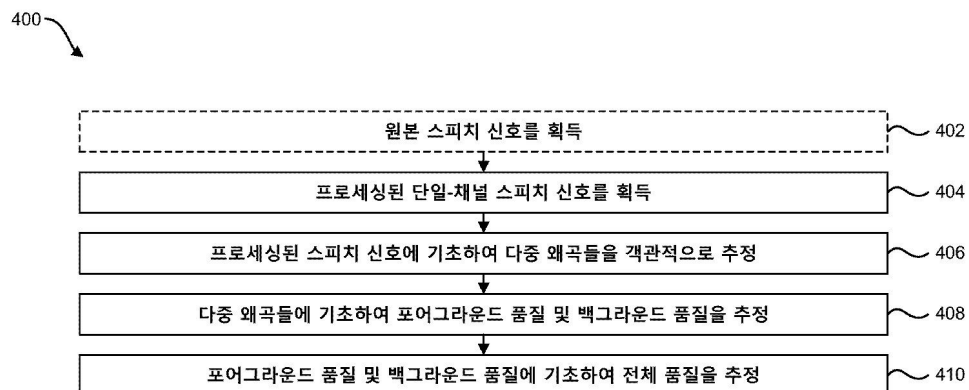 400
원본 스피치 신호를 획득
402
프로세싱된 단일-채널 스피치 신호를 획득
404
프로세싱된 스피치 신호에 기초하여 다중 왜곡들을 객관적으로 추정
406
다중 왜곡들에 기초하여 포어그라운드 품질 및 백그라운드 품질을 추정
408
포어그라운드 품질 및 백그라운드 품질에 기초하여 전체 품질을 추정
410